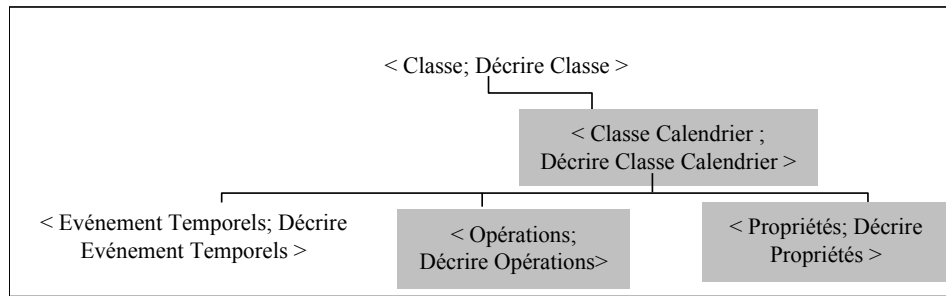 < Classe; Décrire Classe >
< Classe Calendrier ;
Décrire Classe Calendrier >
< Evénement Temporels; Décrire
Evénement Temporels >
< Opérations;
Décrire Opérations>
< Propriétés; Décrire
Propriétés >